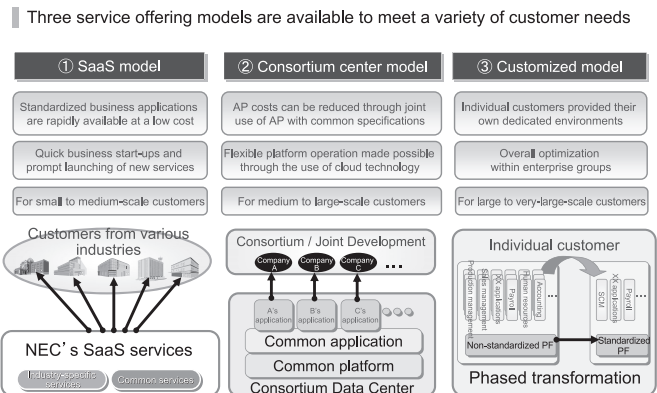 Three service offering models are available to meet a variety of customer needs
① SaaS model
Standardized business applications
are rapidly available at a low cost
Quick business start-ups and
prompt launching of new services
For small to medium-scale customers
Customers from various
industries
NEC's SaaS services
Industry-specific
services
Common services
② Consortium center model
AP costs can be reduced through joint
use of AP with common specifications
Flexible platform operation made possible
through the use of cloud technology
For medium to large-scale customers
Consortium / Joint Development
Company
A
Company
B
Company
C
...
A's
application
B's
application
C's
application
Common application
Common platform
Consortium Data Center
③ Customized model
Individual customers provided their
own dedicated environments
Overall optimization
within enterprise groups
For large to very-large-scale customers
Individual customer
Production management
Sales management
XX applications
Payroll
Human resources
Accounting
...
SCM
XX applications
Payroll
...
Non-standardized PF
Standardized
PF
Phased transformation